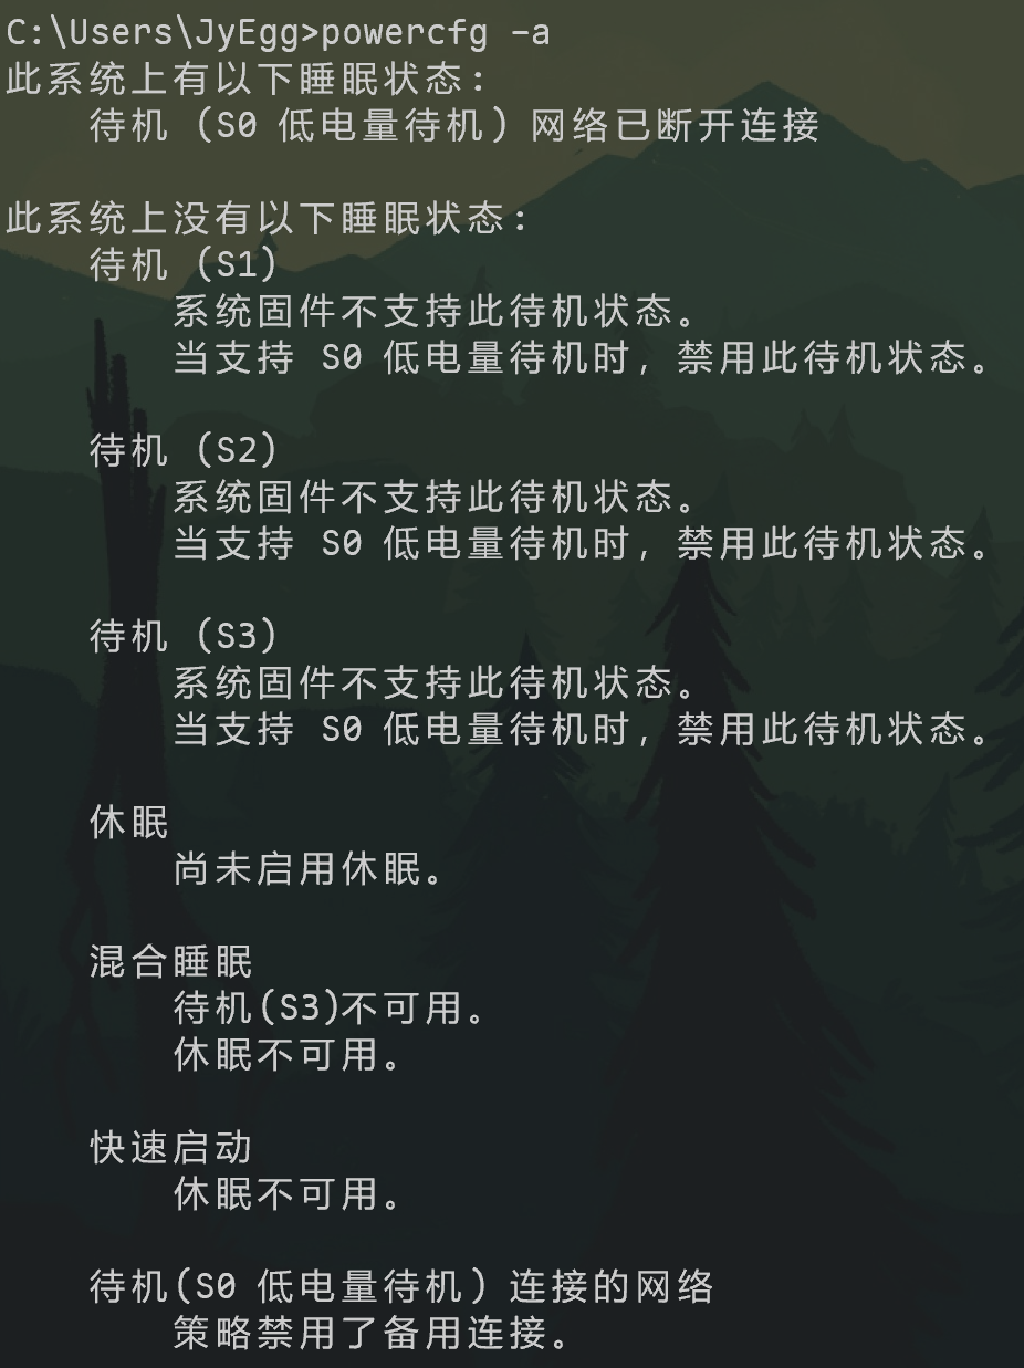 C:\Users\JyEgg>powercfg -a
此系统上有以下睡眠状态:
待机 (S0 低电量待机) 网络已断开连接
此系统上没有以下睡眠状态:
待机 (S1)
系统固件不支持此待机状态。
当支持 S0 低电量待机时, 禁用此待机状态。
待机 (S2)
系统固件不支持此待机状态。
当支持 S0 低电量待机时, 禁用此待机状态。
待机 (S3)
系统固件不支持此待机状态。
当支持 S0 低电量待机时, 禁用此待机状态。
休眠
尚未启用休眠。
混合睡眠
待机(S3)不可用。
休眠不可用。
快速启动
休眠不可用。
待机(S0 低电量待机) 连接的网络
策略禁用了备用连接。